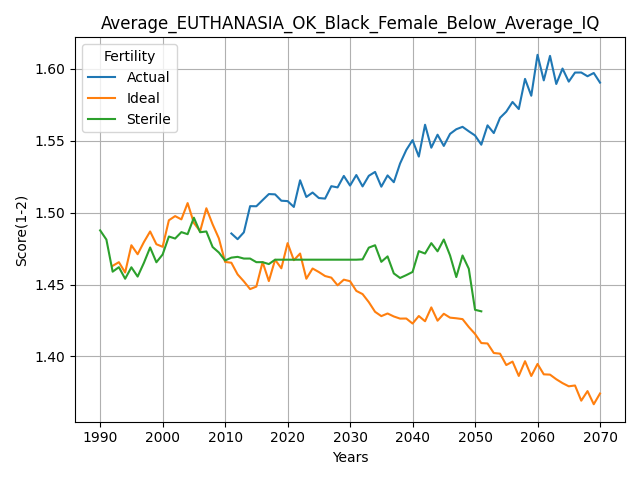 Average_EUTHANASIA_OK_Black_Female_Below_Average_IQ
Fertility
Actual
Ideal
Sterile
Score(1-2)
1.60
1.55
1.50
1.45
1.40
1990 2000 2010 2020 2030 2040 2050 2060 2070
Years